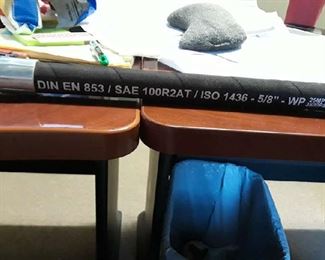 DIN EN 853 / SAE 100R2AT / ISO 1436 - 5/8" - WP